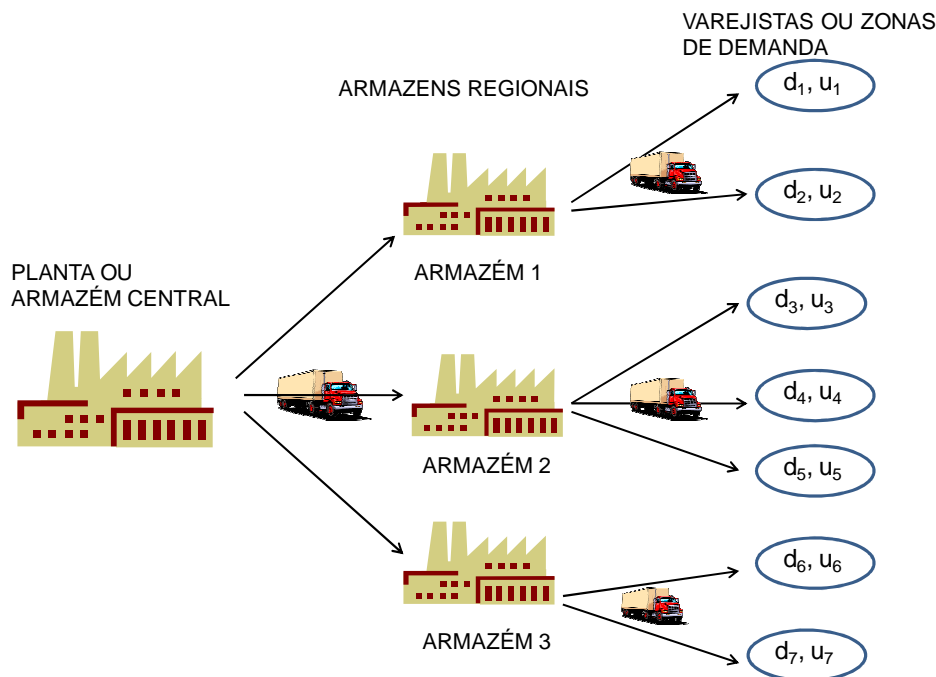 VAREJISTAS OU ZONAS
DE DEMANDA
d₁, u₁
ARMAZENS REGIONAIS
d₂, u₂
PLANTA OU
ARMAZÉM CENTRAL
ARMAZÉM 1
d₃, u₃
d₄, u₄
ARMAZÉM 2
d₅, u₅
d₆, u₆
ARMAZÉM 3
d₇, u₇